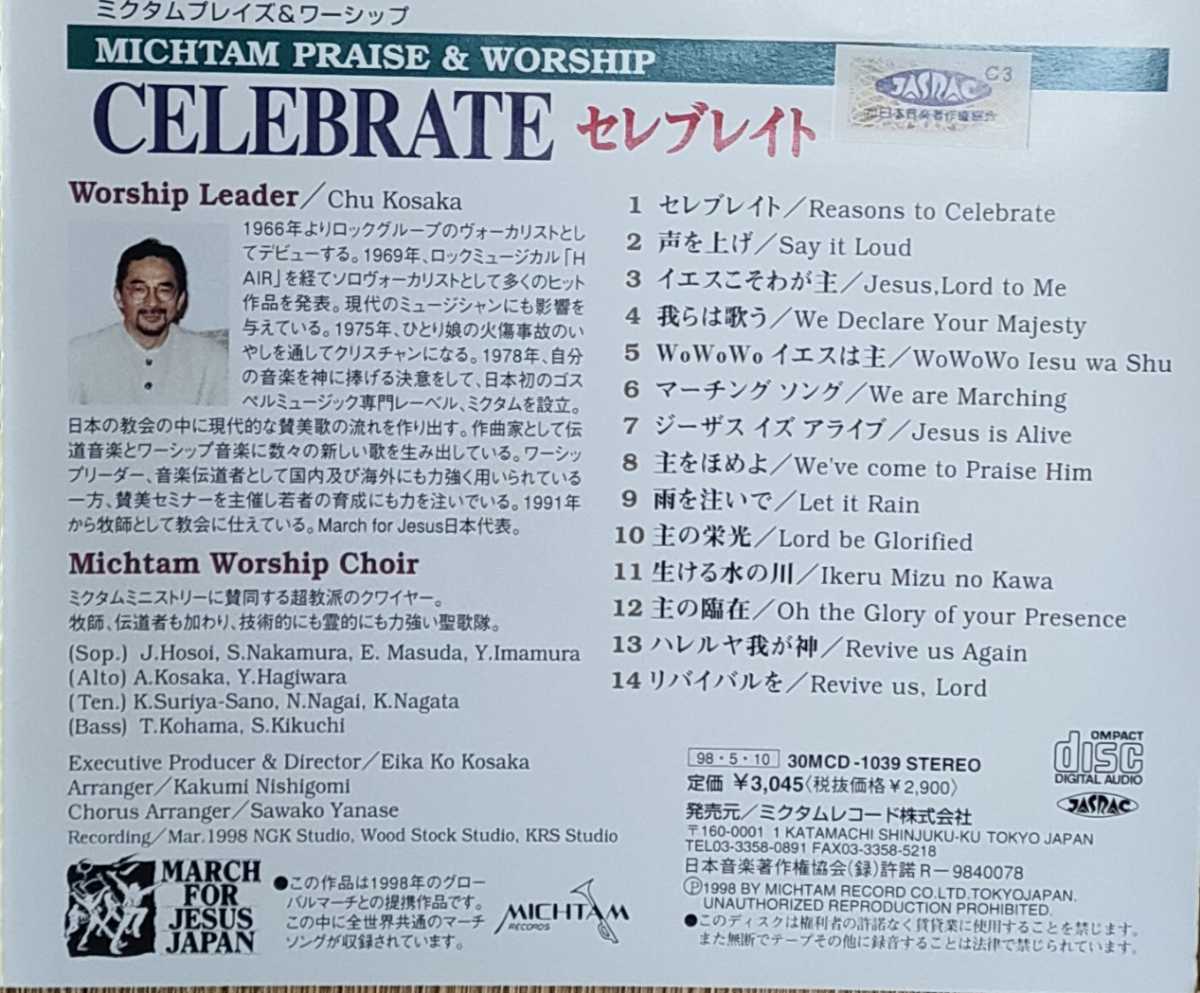 ミクタムプレイズ&ワーシップ
MICHTAM PRAISE & WORSHIP
JASRAC C3
日本音楽著作権協会
CELEBRATE セレブレイト
Worship Leader／Chu Kosaka
1966年よりロックグループのヴォーカリストとし
てデビューする。1969年、ロックミュージカル「H
AIR」を経てソロヴォーカリストとして多くのヒット
作品を発表。現代のミュージシャンにも影響を
与えている。1975年、ひとり娘の火傷事故のい
やしを通してクリスチャンになる。1978年、自分
の音楽を神に捧げる決意をして、日本初のゴス
ペルミュージック専門レーベル、ミクタムを設立。
日本の教会の中に現代的な賛美歌の流れを作り出す。作曲家として伝
道音楽とワーシップ音楽に数々の新しい歌を生み出している。ワーシッ
プリーダー、音楽伝道者として国内及び海外にも力強く用いられている
一方、賛美セミナーを主催し若者の育成にも力を注いでいる。1991年
から牧師として教会に仕えている。March for Jesus日本代表。
Michtam Worship Choir
ミクタムミニストリーに賛同する超教派のクワイヤー。
牧師、伝道者も加わり、技術的にも霊的にも力強い聖歌隊。
(Sop.) J.Hosoi, S.Nakamura, E. Masuda, Y.Imamura
(Alto) A.Kosaka, Y.Hagiwara
(Ten.) K.Suriya-Sano, N.Nagai, K.Nagata
(Bass) T.Kohama, S.Kikuchi
Executive Producer & Director／Eika Ko Kosaka
Arranger／Kakumi Nishigomi
Chorus Arranger／Sawako Yanase
Recording／Mar.1998 NGK Studio, Wood Stock Studio, KRS Studio
MARCH
FOR
JESUS
JAPAN
●この作品は1998年のグロー
バルマーチとの提携作品です。
この中に全世界共通のマーチ
ソングが収録されています。
MICHTAM
RECORDS
1 セレブレイト／Reasons to Celebrate
2 声を上げ／Say it Loud
3 イエスこそわが主／Jesus,Lord to Me
4 我らは歌う／We Declare Your Majesty
5 WoWoWo イエスは主／WoWoWo Iesu wa Shu
6 マーチング ソング／We are Marching
7 ジーザス イズ アライブ／Jesus is Alive
8 主をほめよ／We've come to Praise Him
9 雨を注いで／Let it Rain
10 主の栄光／Lord be Glorified
11 生ける水の川／Ikeru Mizu no Kawa
12 主の臨在／Oh the Glory of your Presence
13 ハレルヤ我が神／Revive us Again
14 リバイバルを／Revive us, Lord
98・5・10 30MCD-1039 STEREO
定価 ¥3,045〈税抜価格¥2,900〉
発売元／ミクタムレコード株式会社
〒160-0001 1 KATAMACHI SHINJUKU-KU TOKYO JAPAN
TEL03-3358-0891 FAX03-3358-5218
日本音楽著作権協会(録)許諾R－9840078
Ⓟ1998 BY MICHTAM RECORD CO.LTD.TOKYOJAPAN.
UNAUTHORIZED REPRODUCTION PROHIBITED.
●このディスクは権利者の許諾なく賃貸業に使用することを禁じます。
また無断でテープその他に録音することは法律で禁じられています。
COMPACT
disc
DIGITAL AUDIO
JASRAC